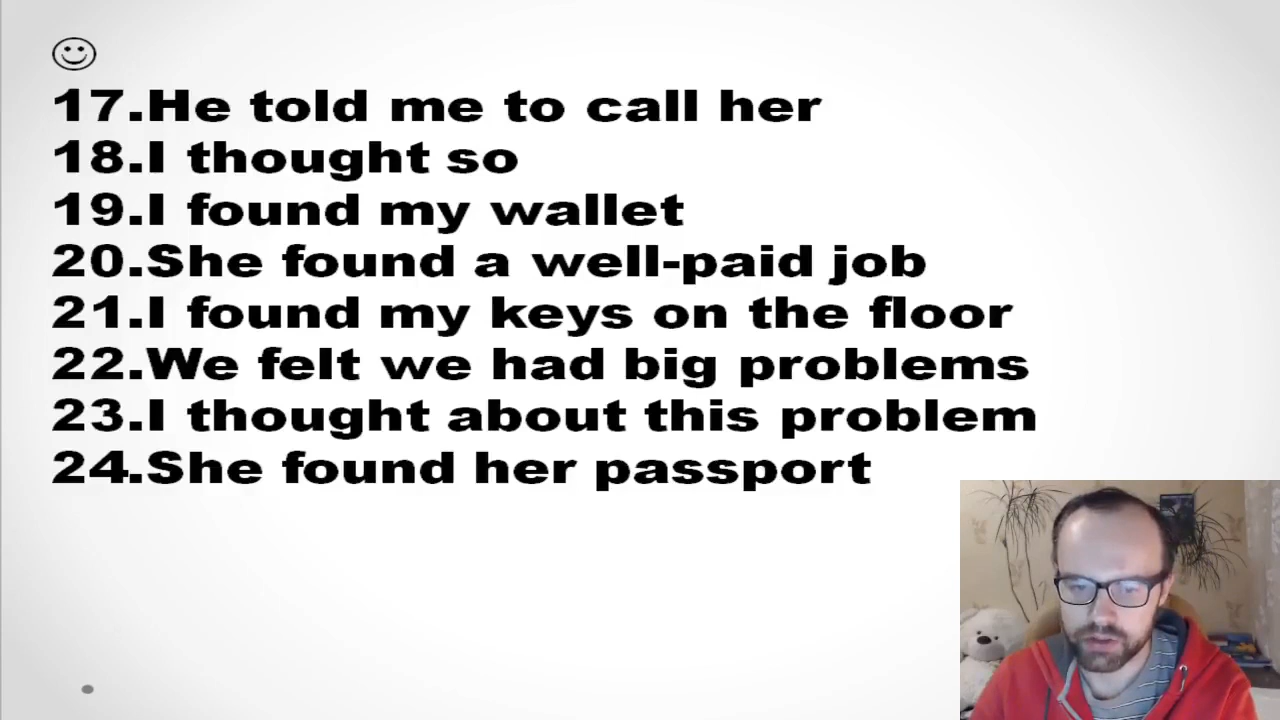 17.He told me to call her
18.I thought so
19.I found my wallet
20.She found a well-paid job
21.I found my keys on the floor
22.We felt we had big problems
23.I thought about this problem
24.She found her passport